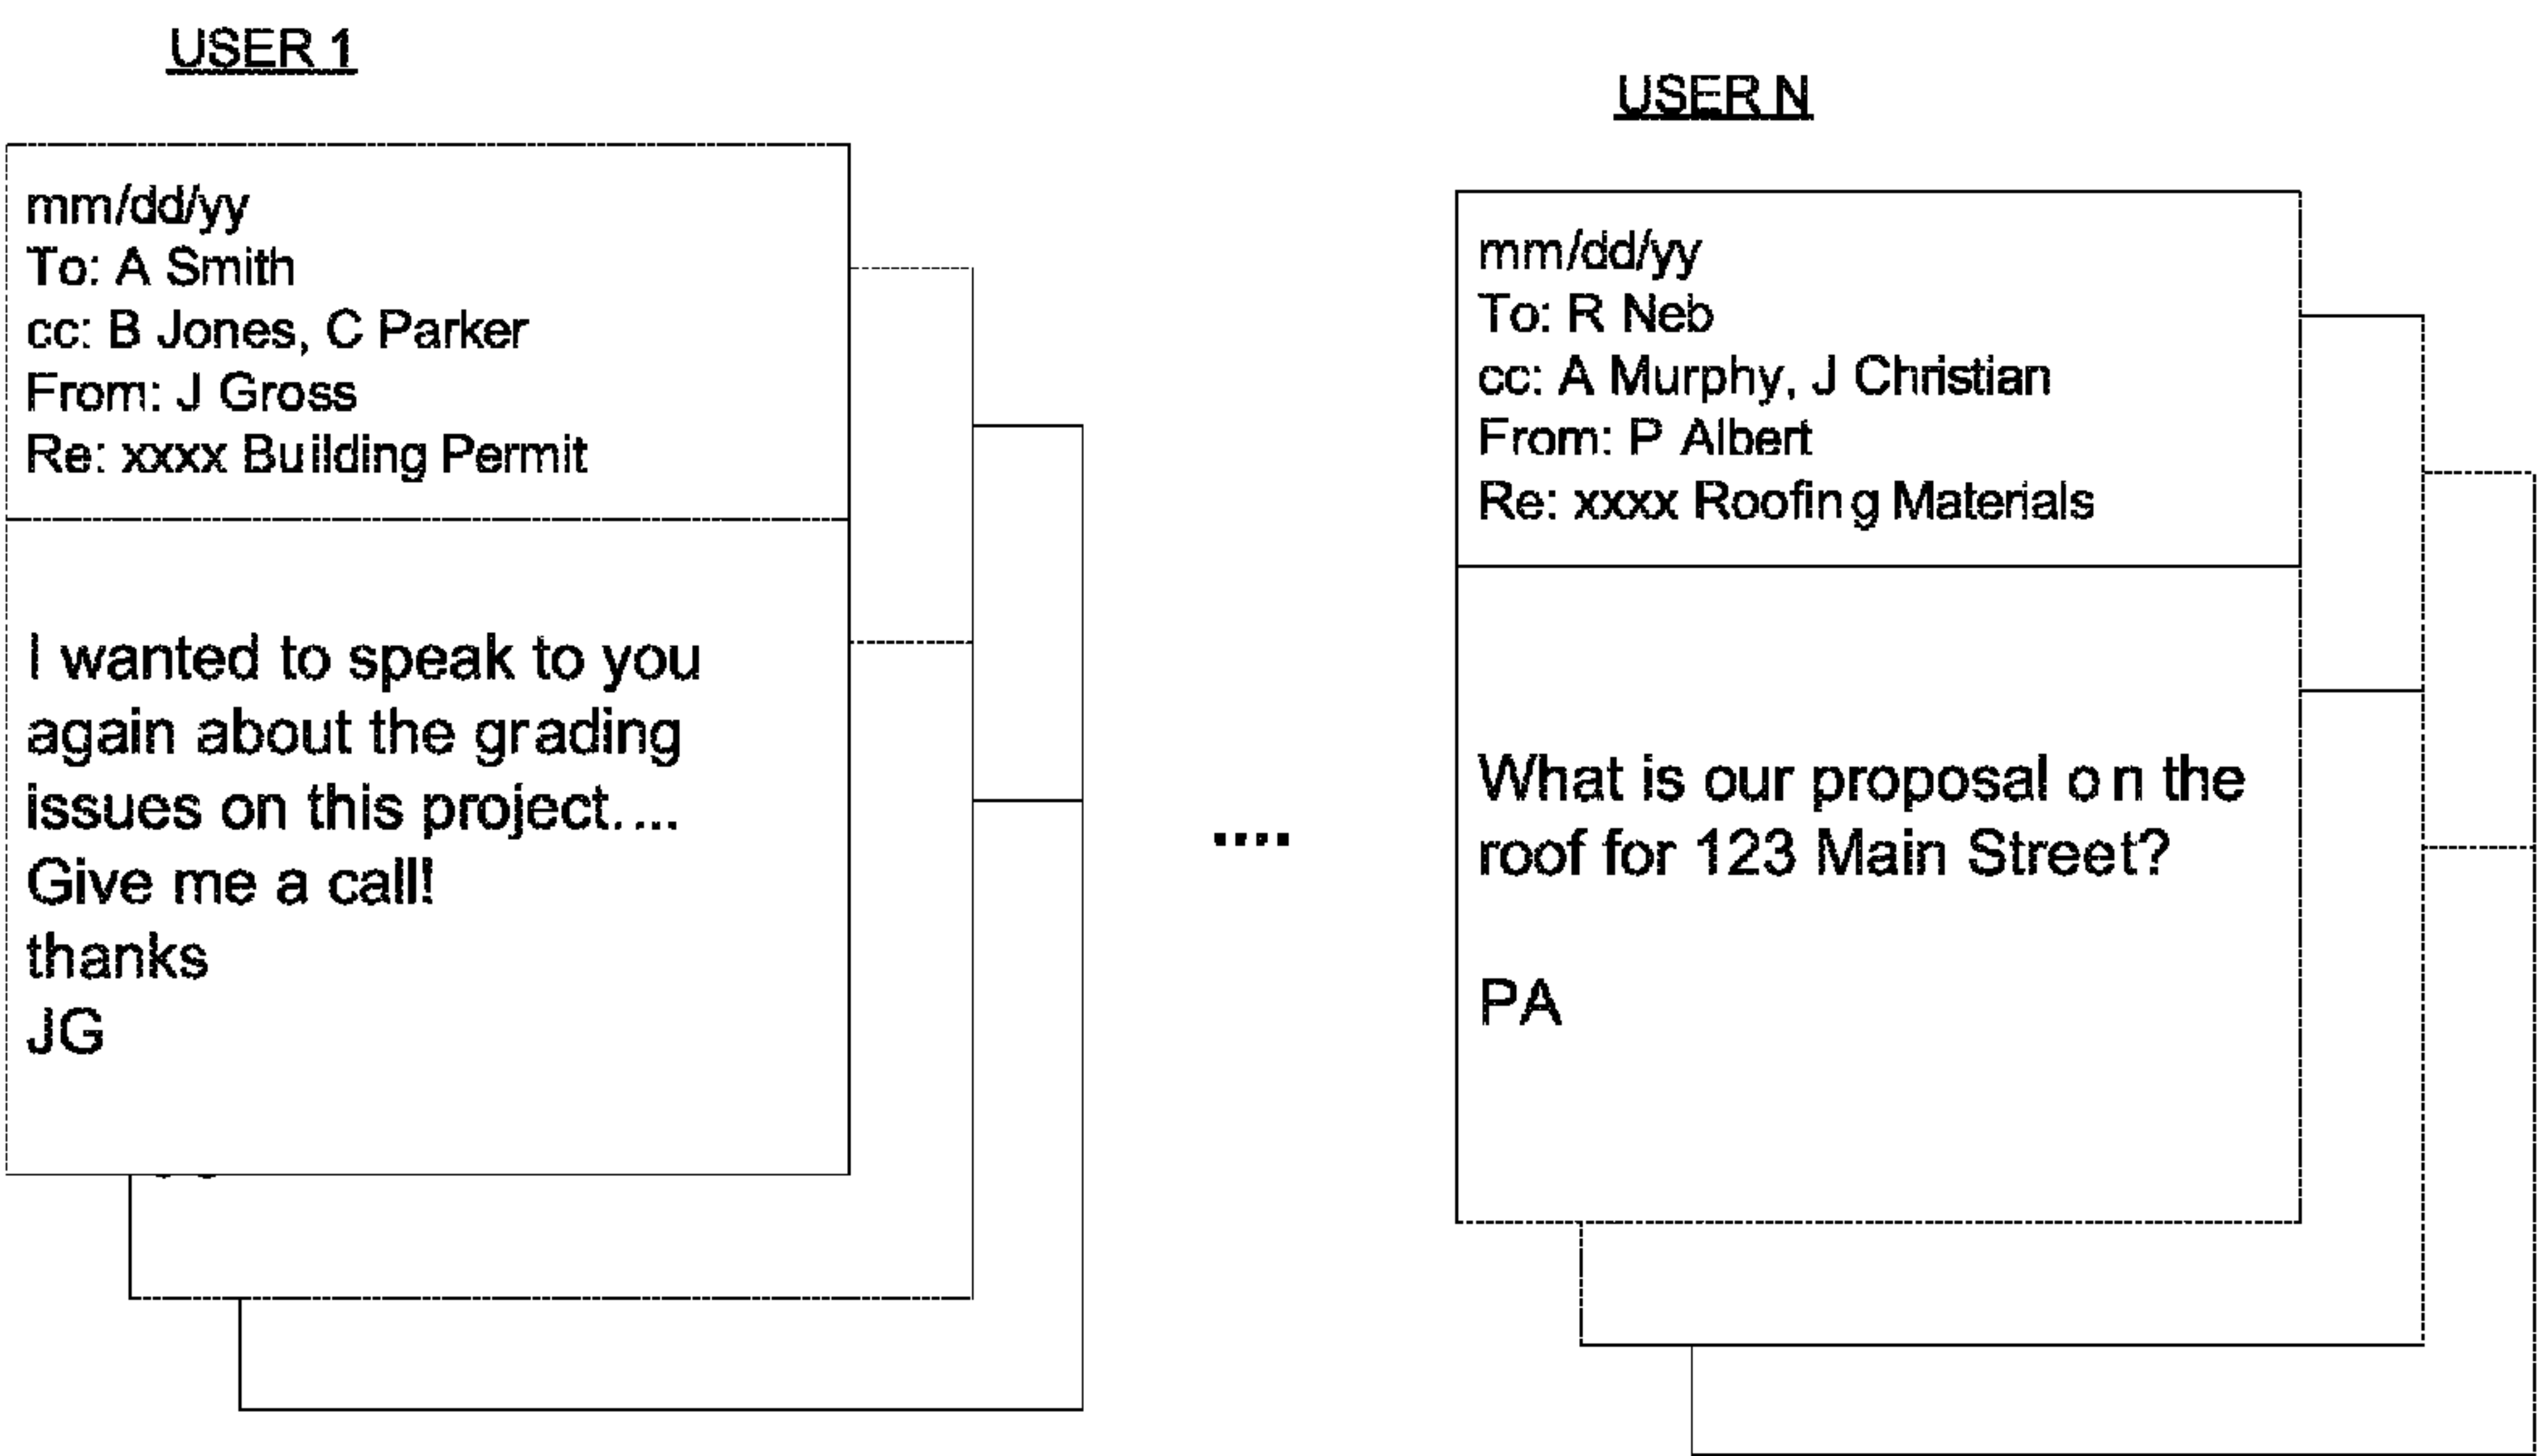 USER 1
mm/dd/yy
To: A Smith
cc: B Jones, C Parker
From: J Gross
Re: xxxx Building Permit
I wanted to speak to you
again about the grading
issues on this project....
Give me a call!
thanks
JG
....
USER N
mm/dd/yy
To: R Neb
cc: A Murphy, J Christian
From: P Albert
Re: xxxx Roofing Materials
What is our proposal on the
roof for 123 Main Street?
PA